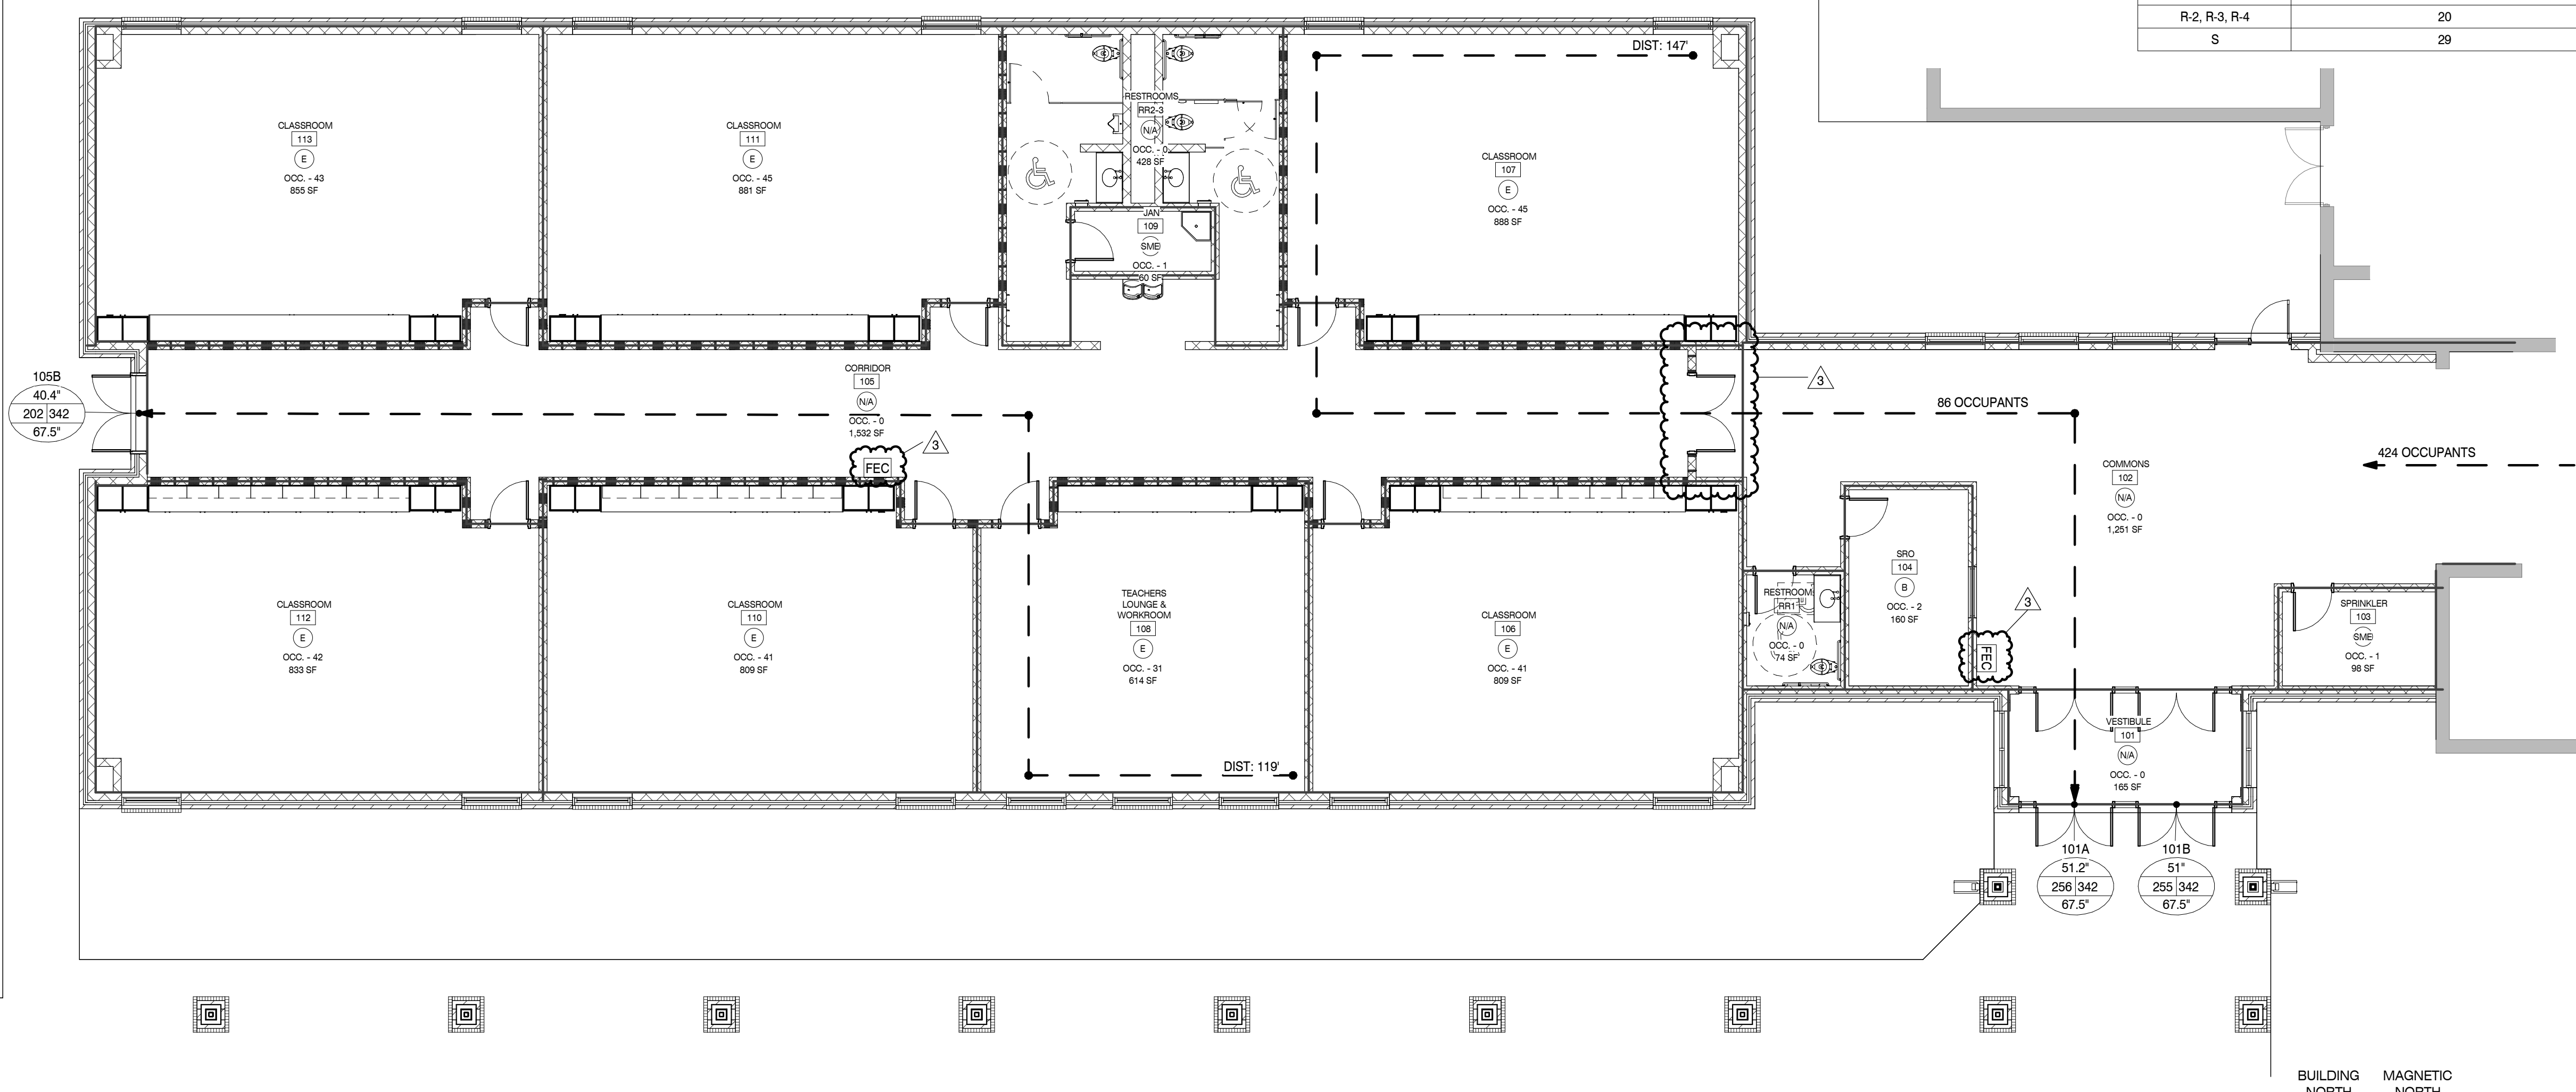 R-2, R-3, R-4 20
S 29
DIST: 147'
CLASSROOM
113
E
OCC. - 43
855 SF
CLASSROOM
111
E
OCC. - 45
881 SF
RESTROOMS
RR2-3
N/A
OCC. - 0
428 SF
JAN
109
SME
OCC. - 1
60 SF
CLASSROOM
107
E
OCC. - 45
888 SF
105B
40.4"
202 342
67.5"
CORRIDOR
105
N/A
OCC. - 0
1,532 SF
FEC
3
3
86 OCCUPANTS
424 OCCUPANTS
COMMONS
102
N/A
OCC. - 0
1,251 SF
CLASSROOM
112
E
OCC. - 42
833 SF
CLASSROOM
110
E
OCC. - 41
809 SF
TEACHERS
LOUNGE &
WORKROOM
108
E
OCC. - 31
614 SF
DIST: 119'
CLASSROOM
106
E
OCC. - 41
809 SF
RESTROOM
RR1
N/A
OCC. - 0
74 SF
SRO
104
B
OCC. - 2
160 SF
3
FEC
SPRINKLER
103
SME
OCC. - 1
98 SF
VESTIBULE
101
N/A
OCC. - 0
165 SF
101A
51.2"
256 342
67.5"
101B
51"
255 342
67.5"
BUILDING
NORTH
MAGNETIC
NORTH